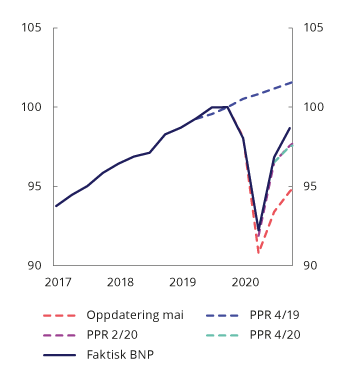 105 105
100 100
95 95
90 90
2017 2018 2019 2020
Oppdatering mai PPR 4/19
PPR 2/20 PPR 4/20
Faktisk BNP